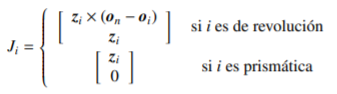 J_i = { [ z_i × (o_n − o_i) ; z_i ] si i es de revolución
[ z_i ; 0 ] si i es prismática